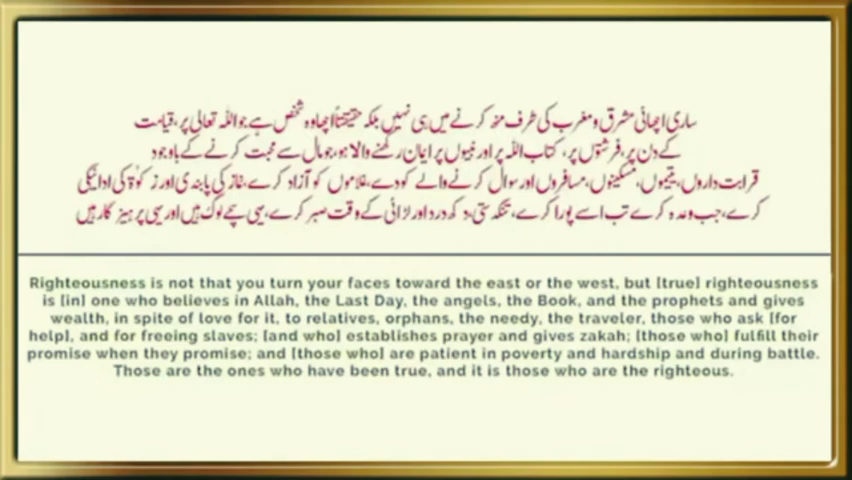 ساری اچھائی مشرق و مغرب کی طرف منھ کرنے میں ہی نہیں بلکہ حقیقتاً اچھا وہ شخص ہے جو اللہ تعالی پر، قیامت
کے دن پر، فرشتوں پر، کتاب اللہ پر اور نبیوں پر ایمان رکھنے والا ہو، جو مال سے محبت کرنے کے باوجود
قرابت داروں، یتیموں، مسکینوں، مسافروں اور سوال کرنے والے کو دے، غلاموں کو آزاد کرے، نماز کی پابندی اور زکوٰۃ کی ادائیگی
کرے، جب وعدہ کرے تب اسے پورا کرے، تنگدستی، دکھ درد اور لڑائی کے وقت صبر کرے، یہی سچے لوگ ہیں اور یہی پرہیزگار ہیں
Righteousness is not that you turn your faces toward the east or the west, but [true] righteousness
is [in] one who believes in Allah, the Last Day, the angels, the Book, and the prophets and gives
wealth, in spite of love for it, to relatives, orphans, the needy, the traveler, those who ask [for
help], and for freeing slaves; [and who] establishes prayer and gives zakah; [those who] fulfill their
promise when they promise; and [those who] are patient in poverty and hardship and during battle.
Those are the ones who have been true, and it is those who are the righteous.